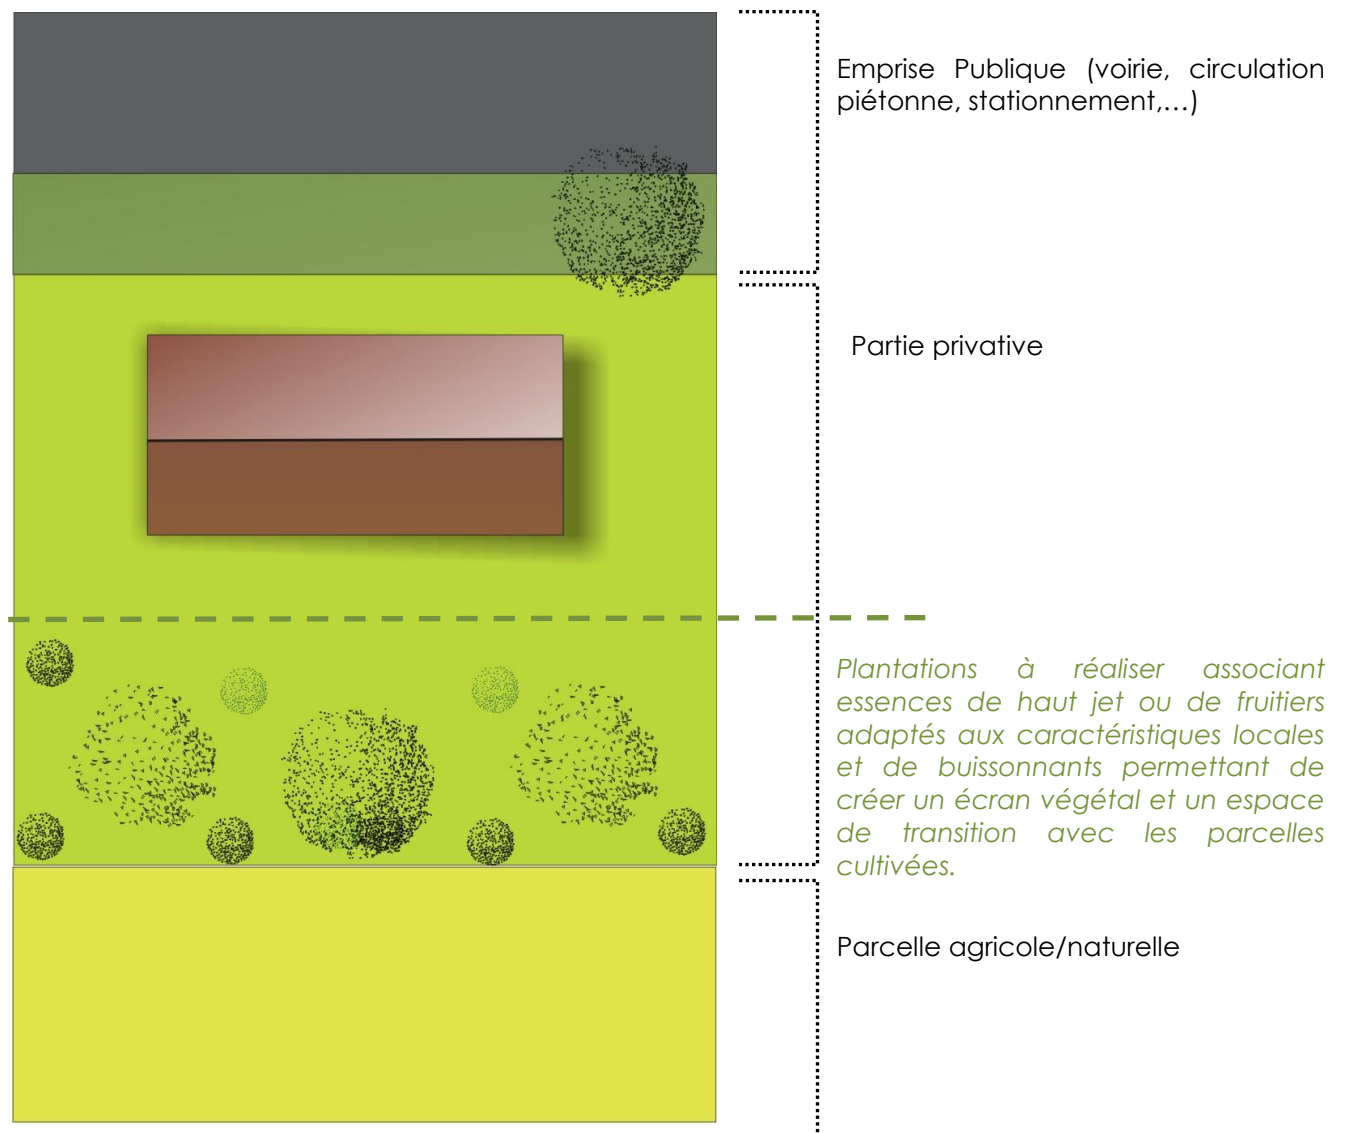 Emprise Publique (voirie, circulation
piétonne, stationnement,...)
Partie privative
Plantations à réaliser associant
essences de haut jet ou de fruitiers
adaptés aux caractéristiques locales
et de buissonnants permettant de
créer un écran végétal et un espace
de transition avec les parcelles
cultivées.
Parcelle agricole/naturelle